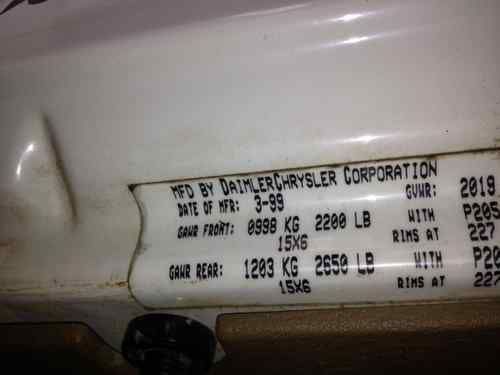 MFD BY DAIMLERCHRYSLER CORPORATION
DATE OF MFR: 3-99 GVWR: 2019
GAWR FRONT: 0998 KG 2200 LB WITH P205
15X6 RIMS AT 227
GAWR REAR: 1203 KG 2650 LB WITH P20
15X6 RIMS AT 227